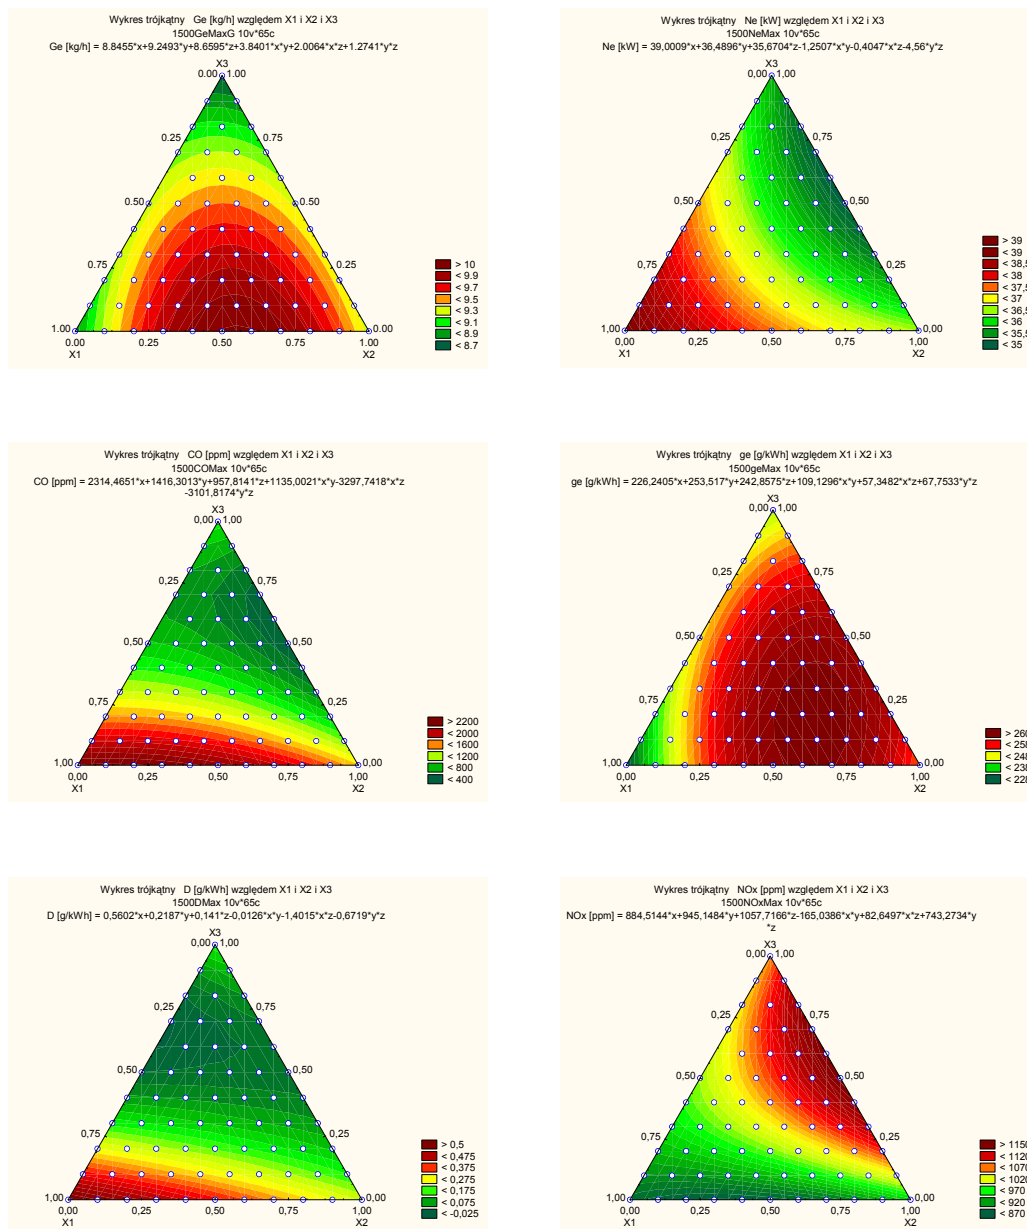 Wykres trójkątny Ge [kg/h] względem X1 i X2 i X3
1500GeMaxG 10v*65c
Ge [kg/h] = 8.8455*x+9.2493*y+8.6595*z+3.8401*x*y+2.0064*x*z+1.2741*y*z
X3
0.00 1.00
0.25 0.75
0.50 0.50
0.75 0.25
1.00 0.00
0.00 0.25 0.50 0.75 1.00
X1 X2
> 10
< 9.9
< 9.7
< 9.5
< 9.3
< 9.1
< 8.9
< 8.7
Wykres trójkątny Ne [kW] względem X1 i X2 i X3
1500NeMax 10v*65c
Ne [kW] = 39,0009*x+36,4896*y+35,6704*z-1,2507*x*y-0,4047*x*z-4,56*y*z
X3
0,00 1,00
0,25 0,75
0,50 0,50
0,75 0,25
1,00 0,00
0,00 0,25 0,50 0,75 1,00
X1 X2
> 39
< 39
< 38,5
< 38
< 37,5
< 37
< 36,5
< 36
< 35,5
< 35
Wykres trójkątny CO [ppm] względem X1 i X2 i X3
1500COMax 10v*65c
CO [ppm] = 2314,4651*x+1416,3013*y+957,8141*z+1135,0021*x*y-3297,7418*x*z
-3101,8174*y*z
X3
0,00 1,00
0,25 0,75
0,50 0,50
0,75 0,25
1,00 0,00
0,00 0,25 0,50 0,75 1,00
X1 X2
> 2200
< 2000
< 1600
< 1200
< 800
< 400
Wykres trójkątny ge [g/kWh] względem X1 i X2 i X3
1500geMax 10v*65c
ge [g/kWh] = 226,2405*x+253,517*y+242,8575*z+109,1296*x*y+57,3482*x*z+67,7533*y*z
X3
0,00 1,00
0,25 0,75
0,50 0,50
0,75 0,25
1,00 0,00
0,00 0,25 0,50 0,75 1,00
X1 X2
> 260
< 258
< 248
< 238
< 228
Wykres trójkątny D [g/kWh] względem X1 i X2 i X3
1500DMax 10v*65c
D [g/kWh] = 0,5602*x+0,2187*y+0,141*z-0,0126*x*y-1,4015*x*z-0,6719*y*z
X3
0,00 1,00
0,25 0,75
0,50 0,50
0,75 0,25
1,00 0,00
0,00 0,25 0,50 0,75 1,00
X1 X2
> 0,5
< 0,475
< 0,375
< 0,275
< 0,175
< 0,075
< -0,025
Wykres trójkątny NOx [ppm] względem X1 i X2 i X3
1500NOxMax 10v*65c
NOx [ppm] = 884,5144*x+945,1484*y+1057,7166*z-165,0386*x*y+82,6497*x*z+743,2734*y
*z
X3
0,00 1,00
0,25 0,75
0,50 0,50
0,75 0,25
1,00 0,00
0,00 0,25 0,50 0,75 1,00
X1 X2
> 1150
< 1120
< 1070
< 1020
< 970
< 920
< 870